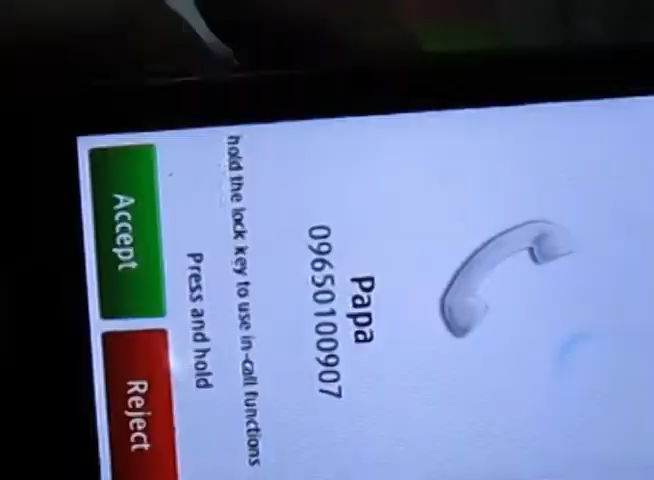 Papa
09650100907
hold the lock key to use in-call functions
Press and hold
Accept
Reject